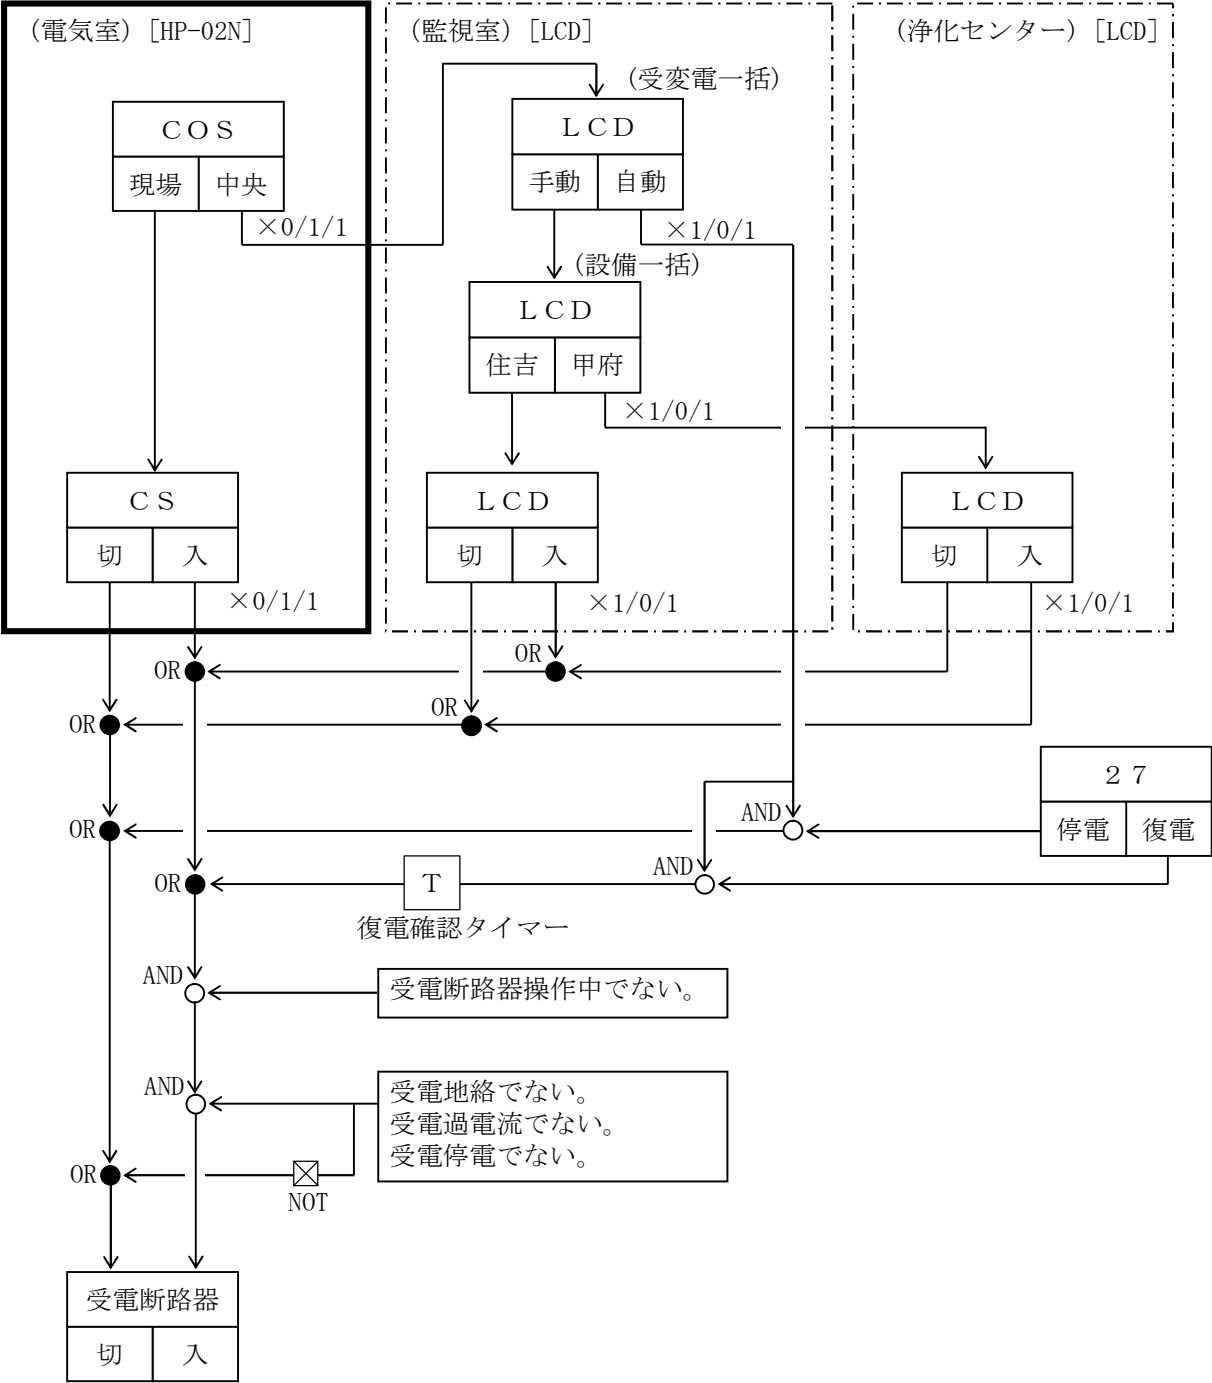 (電気室) [HP-02N]
(監視室) [LCD]
(浄化センター) [LCD]
(受変電一括)
COS
LCD
現場 中央
手動 自動
×0/1/1
×1/0/1
(設備一括)
LCD
住吉 甲府
×1/0/1
CS
LCD
LCD
切 入
切 入
切 入
×0/1/1
×1/0/1
×1/0/1
OR
OR
OR
OR
27
停電 復電
AND
OR
AND
OR
T
復電確認タイマー
AND
受電断路器操作中でない。
AND
受電地絡でない。
受電過電流でない。
受電停電でない。
OR
NOT
受電断路器
切 入